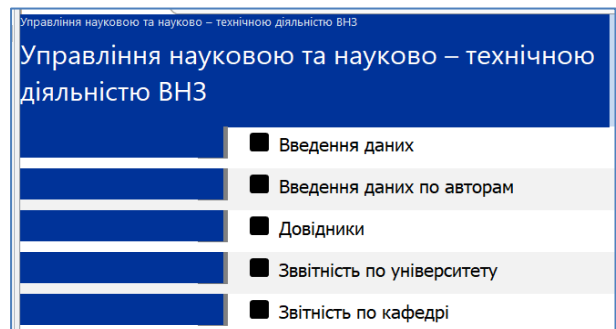 Управління науковою та науково – технічною діяльністю ВНЗ
Управління науковою та науково – технічною
діяльністю ВНЗ
Введення даних
Введення даних по авторам
Довідники
Зввітність по університету
Звітність по кафедрі